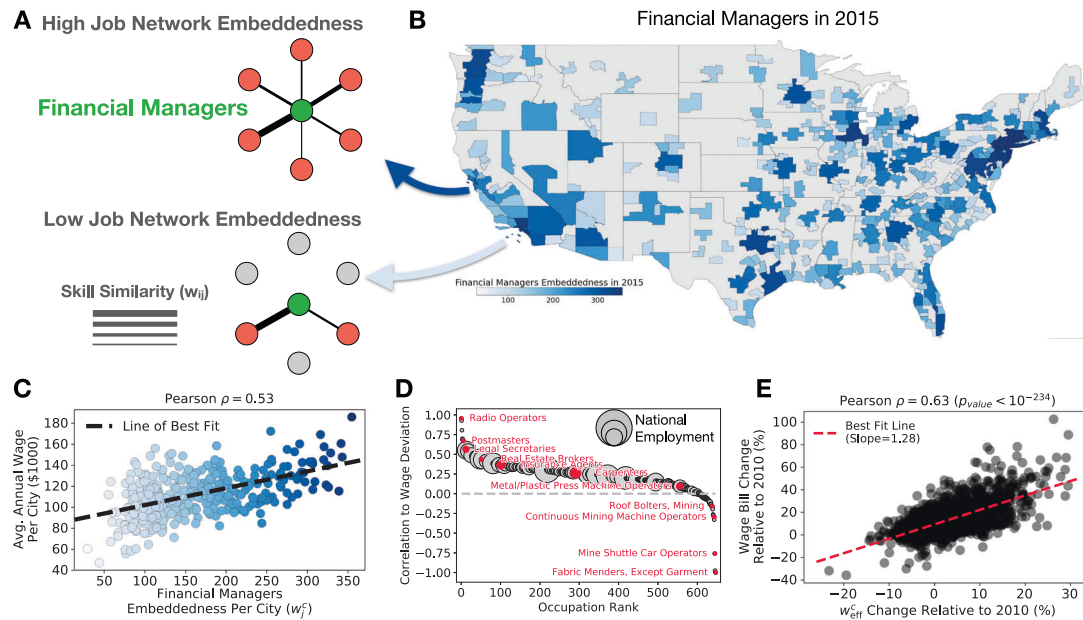 A
High Job Network Embeddedness
Financial Managers
Low Job Network Embeddedness
Skill Similarity (wij)
B
Financial Managers in 2015
Financial Managers Embeddedness in 2015
100 200 300
C
Pearson ρ = 0.53
Line of Best Fit
Avg. Annual Wage
Per City ($1000)
180
160
140
120
100
80
60
40
0 50 100 150 200 250 300 350
Financial Managers
Embeddedness Per City (w_j^c)
D
National
Employment
Correlation to Wage Deviation
1.00
0.75
0.50
0.25
0.00
−0.25
−0.50
−0.75
−1.00
Radio Operators
Postmasters
Legal Secretaries
Real Estate Brokers
Insurance Agents
Carpenters
Metal/Plastic Press Machine Operators
Roof Bolters, Mining
Continuous Mining Machine Operators
Mine Shuttle Car Operators
Fabric Menders, Except Garment
0 100 200 300 400 500 600
Occupation Rank
E
Pearson ρ = 0.63 (p_value < 10^−234)
Best Fit Line
(Slope=1.28)
Wage Bill Change
Relative to 2010 (%)
100
80
60
40
20
0
−20
−40
−20 −10 0 10 20 30
w_eff^c Change Relative to 2010 (%)